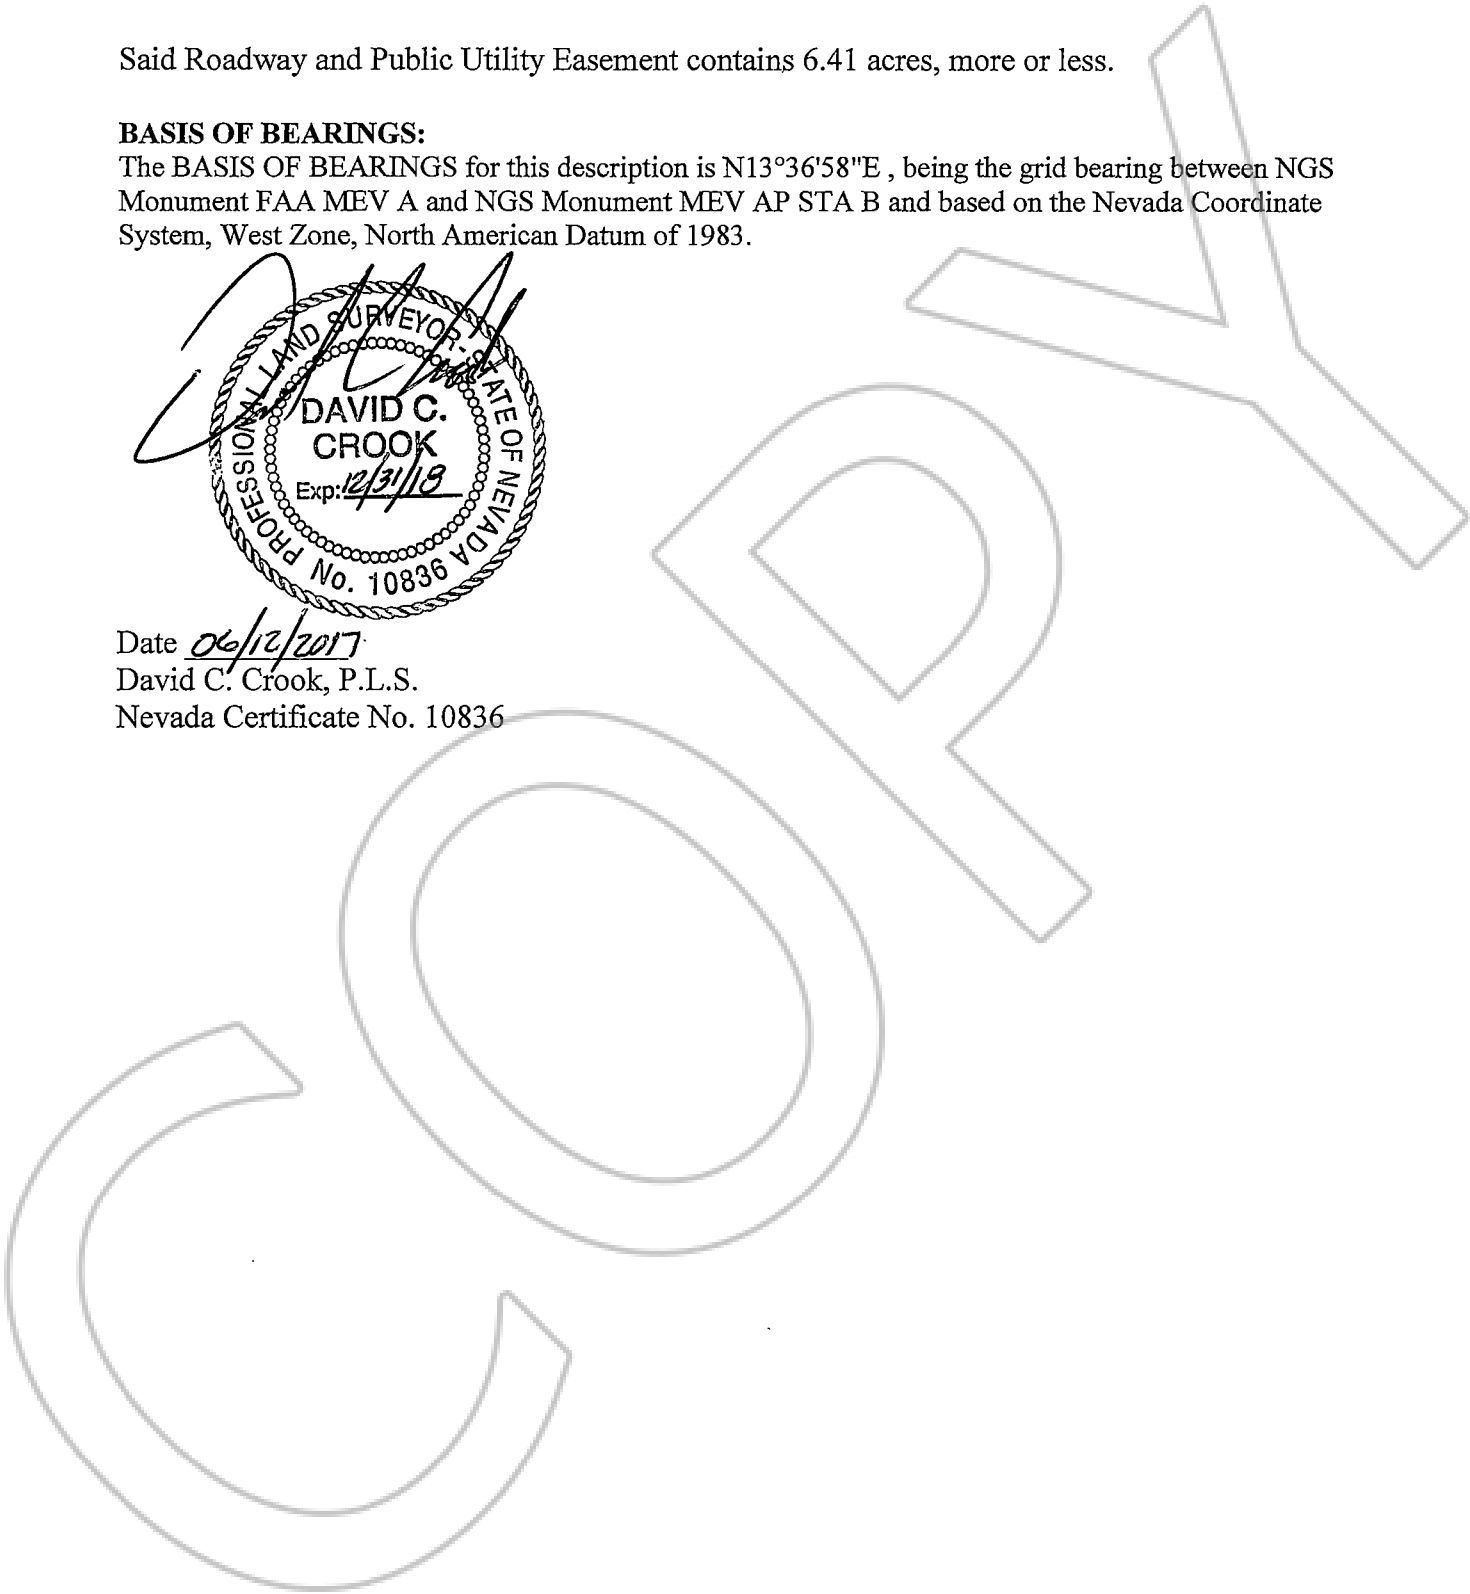 Said Roadway and Public Utility Easement contains 6.41 acres, more or less.
BASIS OF BEARINGS:
The BASIS OF BEARINGS for this description is N13°36'58"E , being the grid bearing between NGS
Monument FAA MEV A and NGS Monument MEV AP STA B and based on the Nevada Coordinate
System, West Zone, North American Datum of 1983.
PROFESSIONAL LAND SURVEYOR-STATE OF NEVADA
DAVID C.
CROOK
Exp: 12/31/18
No. 10836
Date 06/12/2017
David C. Crook, P.L.S.
Nevada Certificate No. 10836
COPY